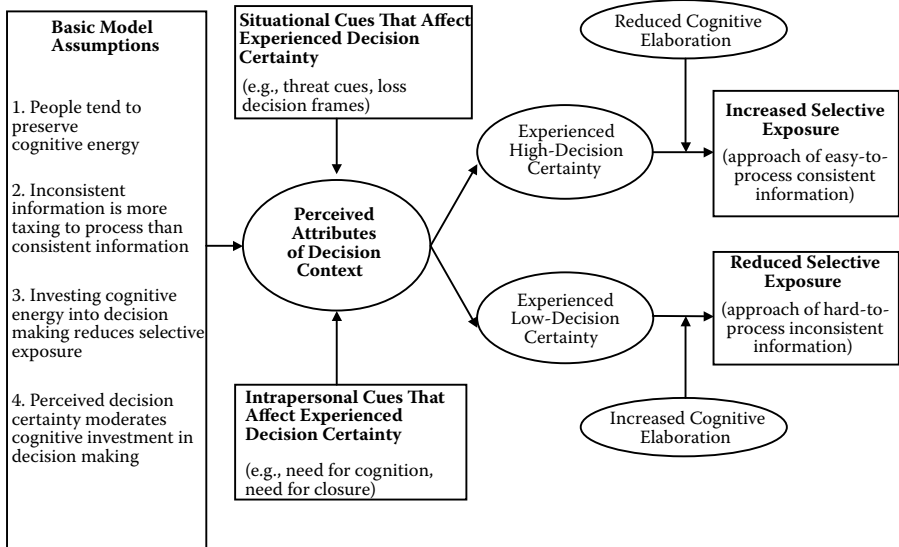 Basic Model
Assumptions
1. People tend to
preserve
cognitive energy
2. Inconsistent
information is more
taxing to process than
consistent information
3. Investing cognitive
energy into decision
making reduces selective
exposure
4. Perceived decision
certainty moderates
cognitive investment in
decision making
Situational Cues That Affect
Experienced Decision
Certainty
(e.g., threat cues, loss
decision frames)
Perceived
Attributes
of Decision
Context
Intrapersonal Cues That
Affect Experienced
Decision Certainty
(e.g., need for cognition,
need for closure)
Experienced
High-Decision
Certainty
Experienced
Low-Decision
Certainty
Reduced Cognitive
Elaboration
Increased Selective
Exposure
(approach of easy-to-
process consistent
information)
Reduced Selective
Exposure
(approach of hard-to-
process inconsistent
information)
Increased Cognitive
Elaboration